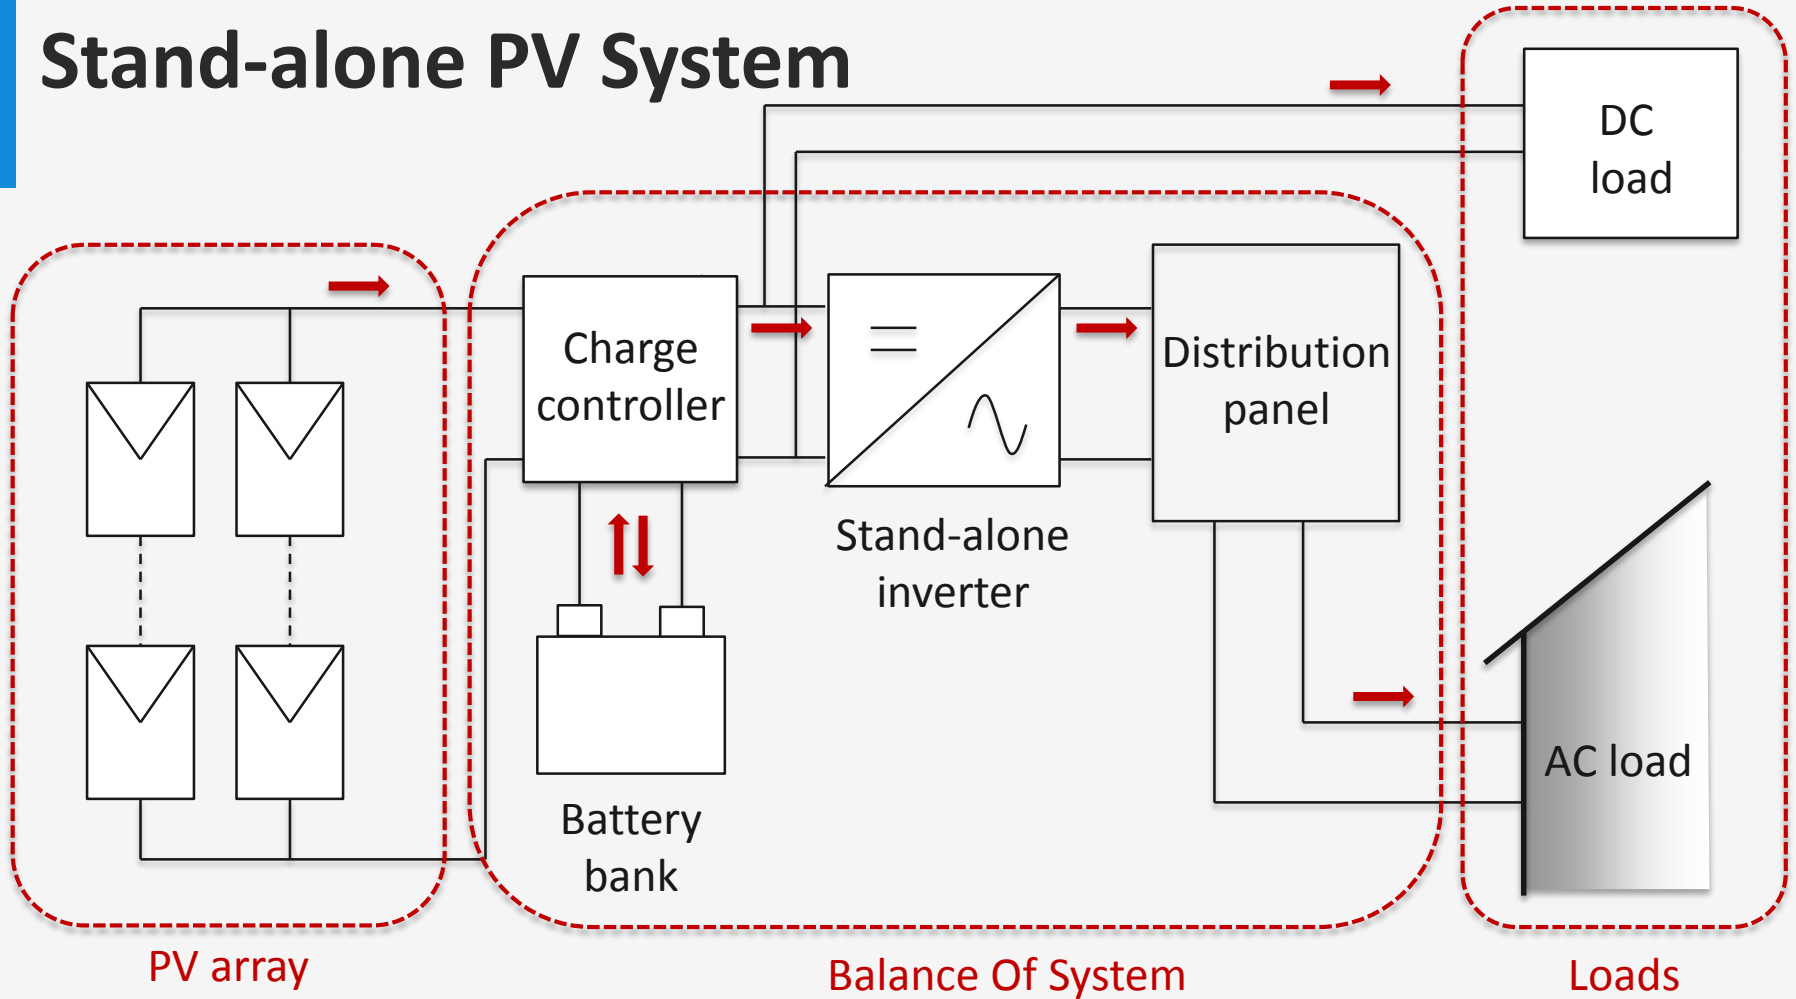 Stand-alone PV System
DC
load
Charge
controller
Distribution
panel
Stand-alone
inverter
AC load
Battery
bank
PV array
Balance Of System
Loads